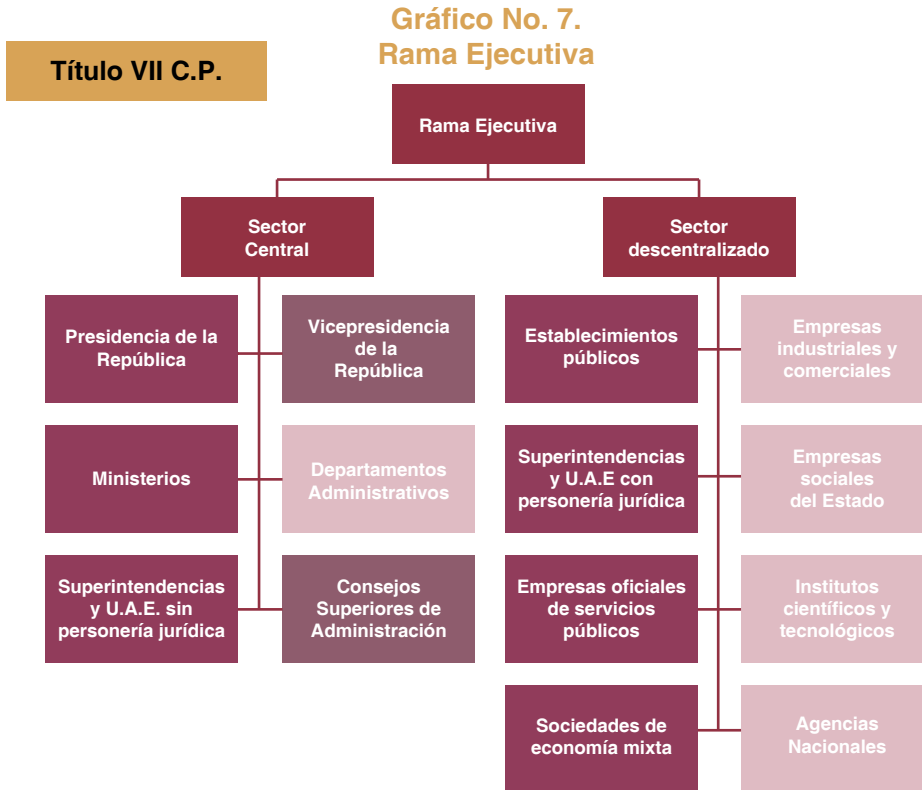 Gráfico No. 7.
Rama Ejecutiva
Título VII C.P.
Rama Ejecutiva
Sector
Central
Sector
descentralizado
Presidencia de la
República
Vicepresidencia
de la
República
Establecimientos
públicos
Empresas
industriales y
comerciales
Ministerios
Departamentos
Administrativos
Superintendencias
y U.A.E con
personería jurídica
Empresas
sociales
del Estado
Superintendencias
y U.A.E. sin
personería jurídica
Consejos
Superiores de
Administración
Empresas oficiales
de servicios
públicos
Institutos
científicos y
tecnológicos
Sociedades de
economía mixta
Agencias
Nacionales